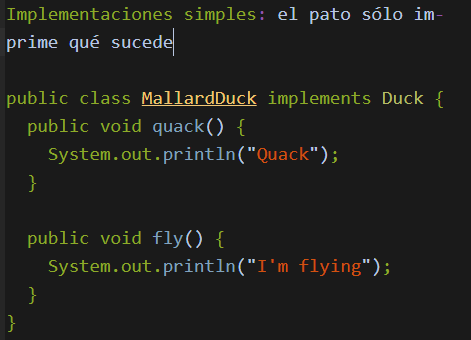 Implementaciones simples: el pato sólo im-
prime qué sucede
public class MallardDuck implements Duck {
  public void quack() {
    System.out.println("Quack");
  }
  public void fly() {
    System.out.println("I'm flying");
  }
}